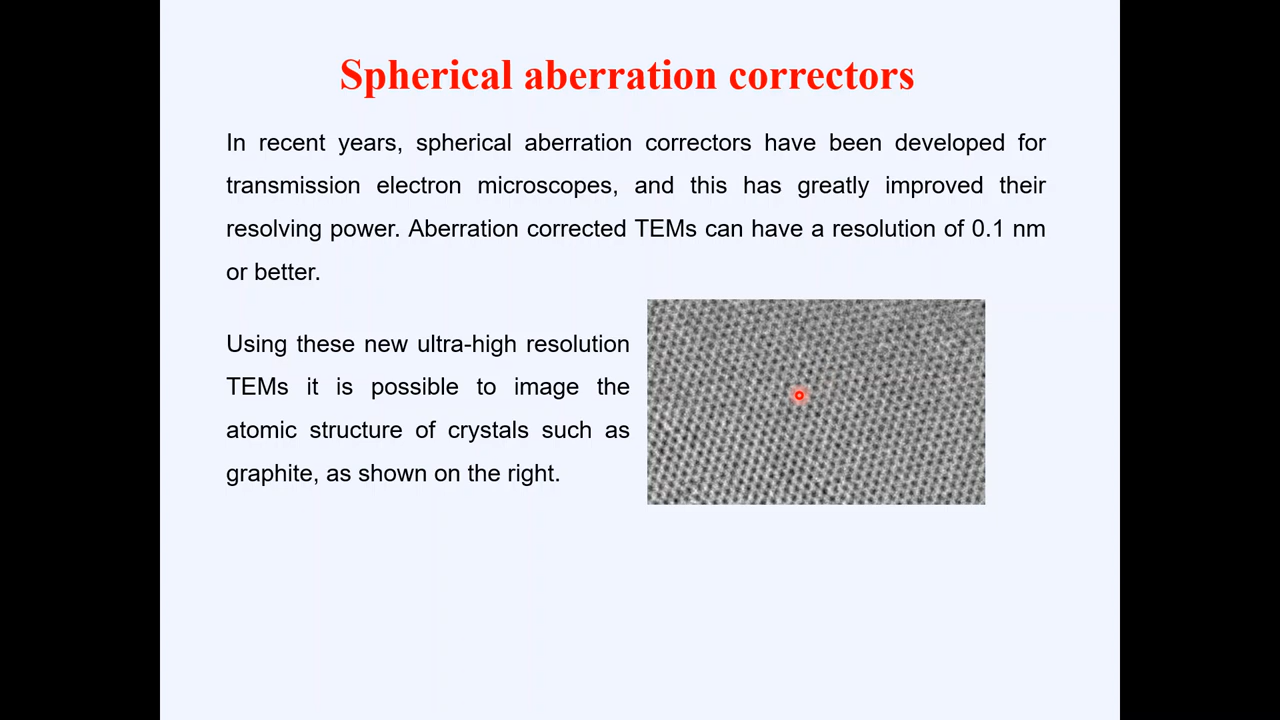 Spherical aberration correctors
In recent years, spherical aberration correctors have been developed for
transmission electron microscopes, and this has greatly improved their
resolving power. Aberration corrected TEMs can have a resolution of 0.1 nm
or better.
Using these new ultra-high resolution
TEMs it is possible to image the
atomic structure of crystals such as
graphite, as shown on the right.